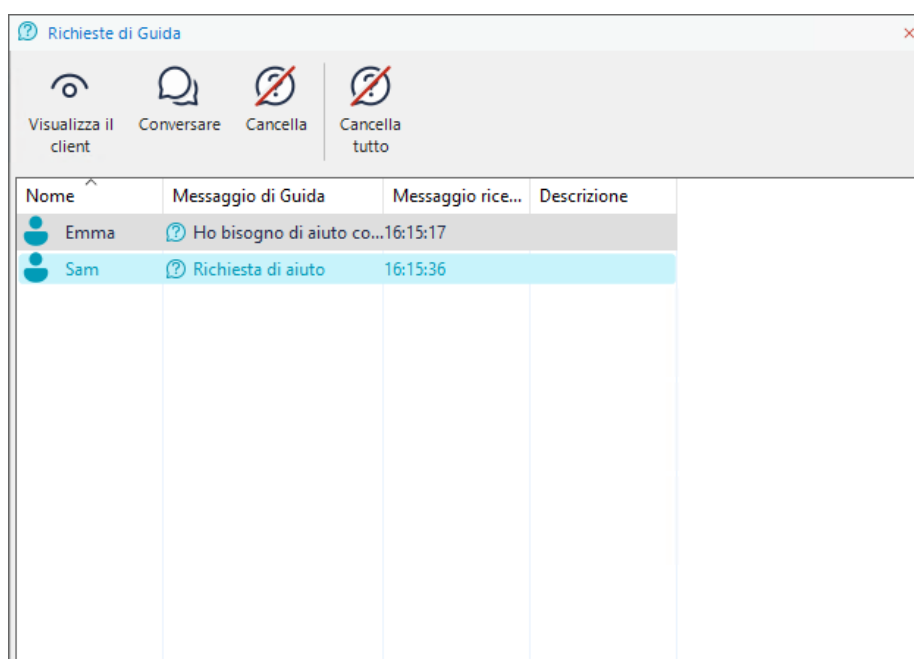 Richieste di Guida
Visualizza il client
Conversare
Cancella
Cancella tutto
Nome
Messaggio di Guida
Messaggio rice...
Descrizione
Emma
Ho bisogno di aiuto co...
16:15:17
Sam
Richiesta di aiuto
16:15:36